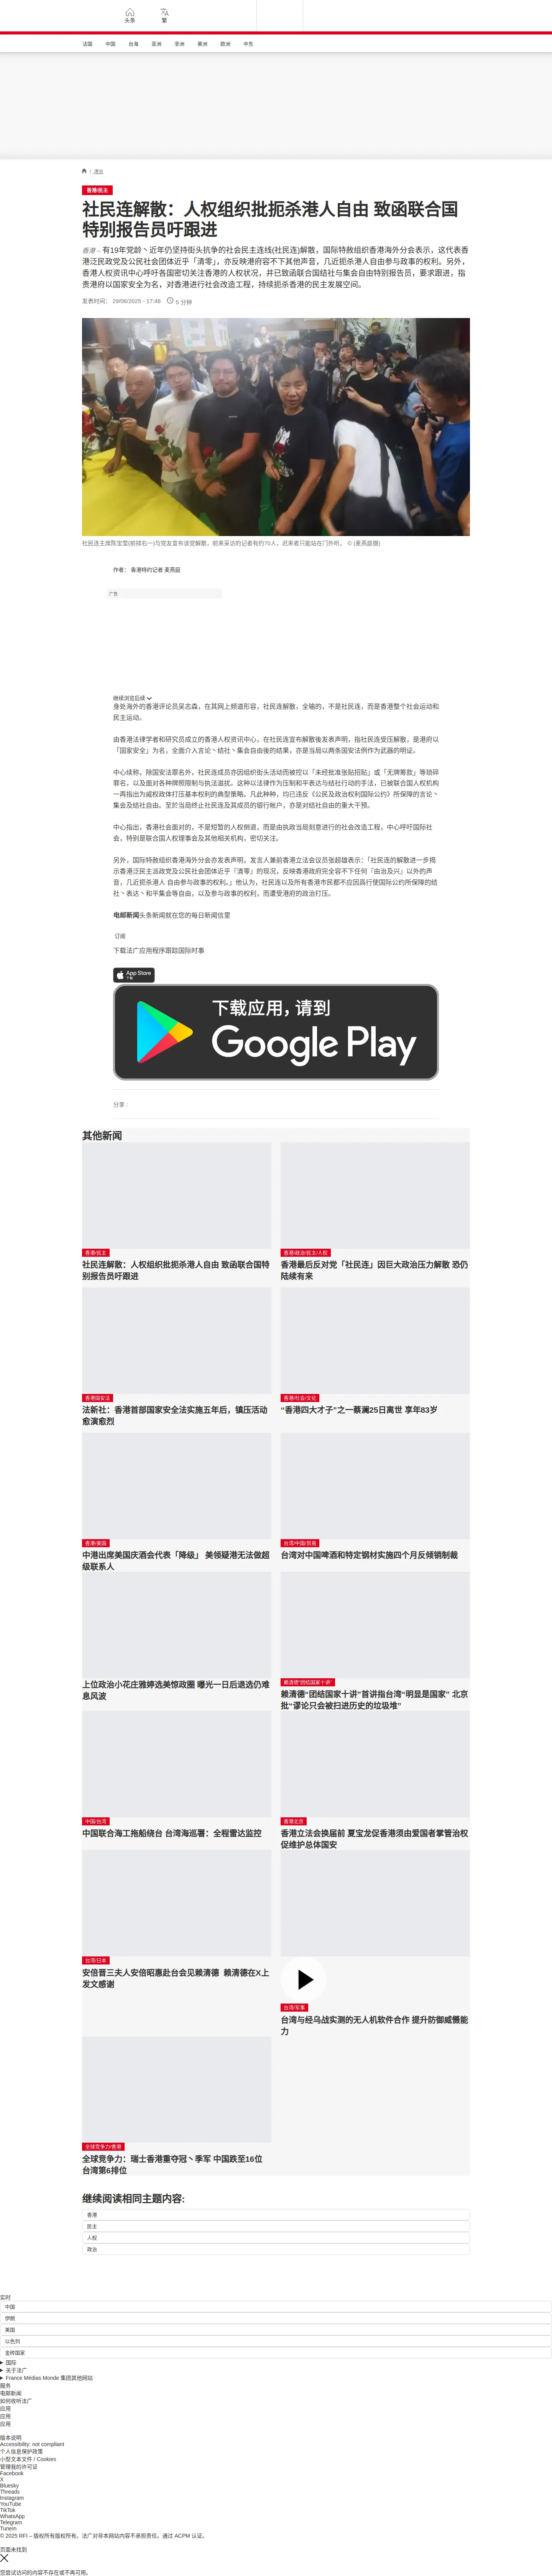 头条
繁
法国
中国
台海
亚洲
非洲
美洲
欧洲
中东
/ 港台
香港/民主
社民连解散：人权组织批扼杀港人自由 致函联合国
特别报告员吁跟进
香港 – 有19年党龄丶近年仍坚持街头抗争的社会民主连线(社民连)解散，国际特赦组织香港海外分会表示，这代表香
港泛民政党及公民社会团体近乎「清零」，亦反映港府容不下其他声音，几近扼杀港人自由参与政事的权利。另外，
香港人权资讯中心呼吁各国密切关注香港的人权状况，并已致函联合国结社与集会自由特别报告员，要求跟进，指
责港府以国家安全为名，对香港进行社会改造工程，持续扼杀香港的民主发展空间。
发表时间： 29/06/2025 - 17:48
5 分钟
社民连主席陈宝莹(前排右一)与党友宣布该党解散，前来采访的记者有约70人，迟来者只能站在门外听。 © (麦燕庭摄)
作者： 香港特约记者 麦燕庭
广告
继续浏览后续
身处海外的香港评论员吴志森，在其网上频道形容，社民连解散，全输的，不是社民连，而是香港整个社会运动和
民主运动。
由香港法律学者和研究员成立的香港人权资讯中心，在社民连宣布解散後发表声明，指社民连受压解散，是港府以
「国家安全」为名，全面介入言论丶结社丶集会自由後的结果，亦是当局以两条国安法例作为武器的明证。
中心续称，除国安法罪名外，社民连成员亦因组织街头活动而被控以「未经批准张贴招贴」或「无牌筹款」等琐碎
罪名，以及面对各种牌照限制与执法滋扰。这种以法律作为压制和平表达与结社行动的手法，已被联合国人权机构
一再指出为威权政体打压基本权利的典型策略。凡此种种，均已违反《公民及政治权利国际公约》所保障的言论丶
集会及结社自由。至於当局终止社民连及其成员的银行帐户，亦是对结社自由的重大干预。
中心指出，香港社会面对的，不是短暂的人权倒退，而是由执政当局刻意进行的社会改造工程，中心呼吁国际社
会，特别是联合国人权理事会及其他相关机构，密切关注。
另外，国际特赦组织香港海外分会亦发表声明，发言人兼前香港立法会议员张超雄表示:「社民连的解散进一步揭
示香港泛民主派政党及公民社会团体近乎『清零』的现况，反映香港政府完全容不下任何『由治及兴』以外的声
音，几近扼杀港人 自由参与政事的权利。」他认为，社民连以及所有香港市民都不应因爲行使国际公约所保障的结
社丶表达丶和平集会等自由，以及参与政事的权利，而遭受港府的政治打压。
电邮新闻头条新闻就在您的每日新闻信里
订阅
下载法广应用程序跟踪国际时事
App Store
下载
下载应用，请到
Google Play
分享 :
其他新闻
香港/民主
社民连解散：人权组织批扼杀港人自由 致函联合国特
别报告员吁跟进
香港/政治/民主/人权
香港最后反对党「社民连」因巨大政治压力解散 恐仍
陆续有来
香港国安法
法新社：香港首部国家安全法实施五年后，镇压活动
愈演愈烈
香港/社会/文化
“香港四大才子”之一蔡澜25日离世 享年83岁
香港/美国
中港出席美国庆酒会代表「降级」 美领疑港无法做超
级联系人
台湾/中国/贸易
台湾对中国啤酒和特定钢材实施四个月反倾销制裁
上位政治小花庄雅婷选美惊政圈 曝光一日后退选仍难
息风波
赖清德“团结国家十讲”
赖清德“团结国家十讲”首讲指台湾“明显是国家” 北京
批“谬论只会被扫进历史的垃圾堆”
中国/台湾
中国联合海工拖船绕台 台湾海巡署：全程雷达监控
香港北京
香港立法会换届前 夏宝龙促香港须由爱国者掌管治权
促维护总体国安
台湾/日本
安倍晋三夫人安倍昭惠赴台会见赖清德 赖清德在X上
发文感谢
台湾/军事
台湾与经乌战实测的无人机软件合作 提升防御威慑能
力
全球竞争力/香港
全球竞争力：瑞士香港重夺冠丶季军 中国跌至16位
台湾第6排位
继续阅读相同主题内容:
香港
民主
人权
政治
实时
中国
伊朗
美国
以色列
金砖国家
国际
关于法广
France Médias Monde 集团其他网站
服务
电邮新闻
如何收听法广
应用
应用
应用
版本说明
Accessibility: not compliant
个人信息保护政策
小型文本文件 / Cookies
管理我的许可证
Facebook
X
Bluesky
Threads
Instagram
YouTube
TikTok
WhatsApp
Telegram
TuneIn
© 2025 RFI – 版权所有版权所有。法广对非本网站内容不承担责任。通过 ACPM 认证。
页面未找到
您尝试访问的内容不存在或不再可用。